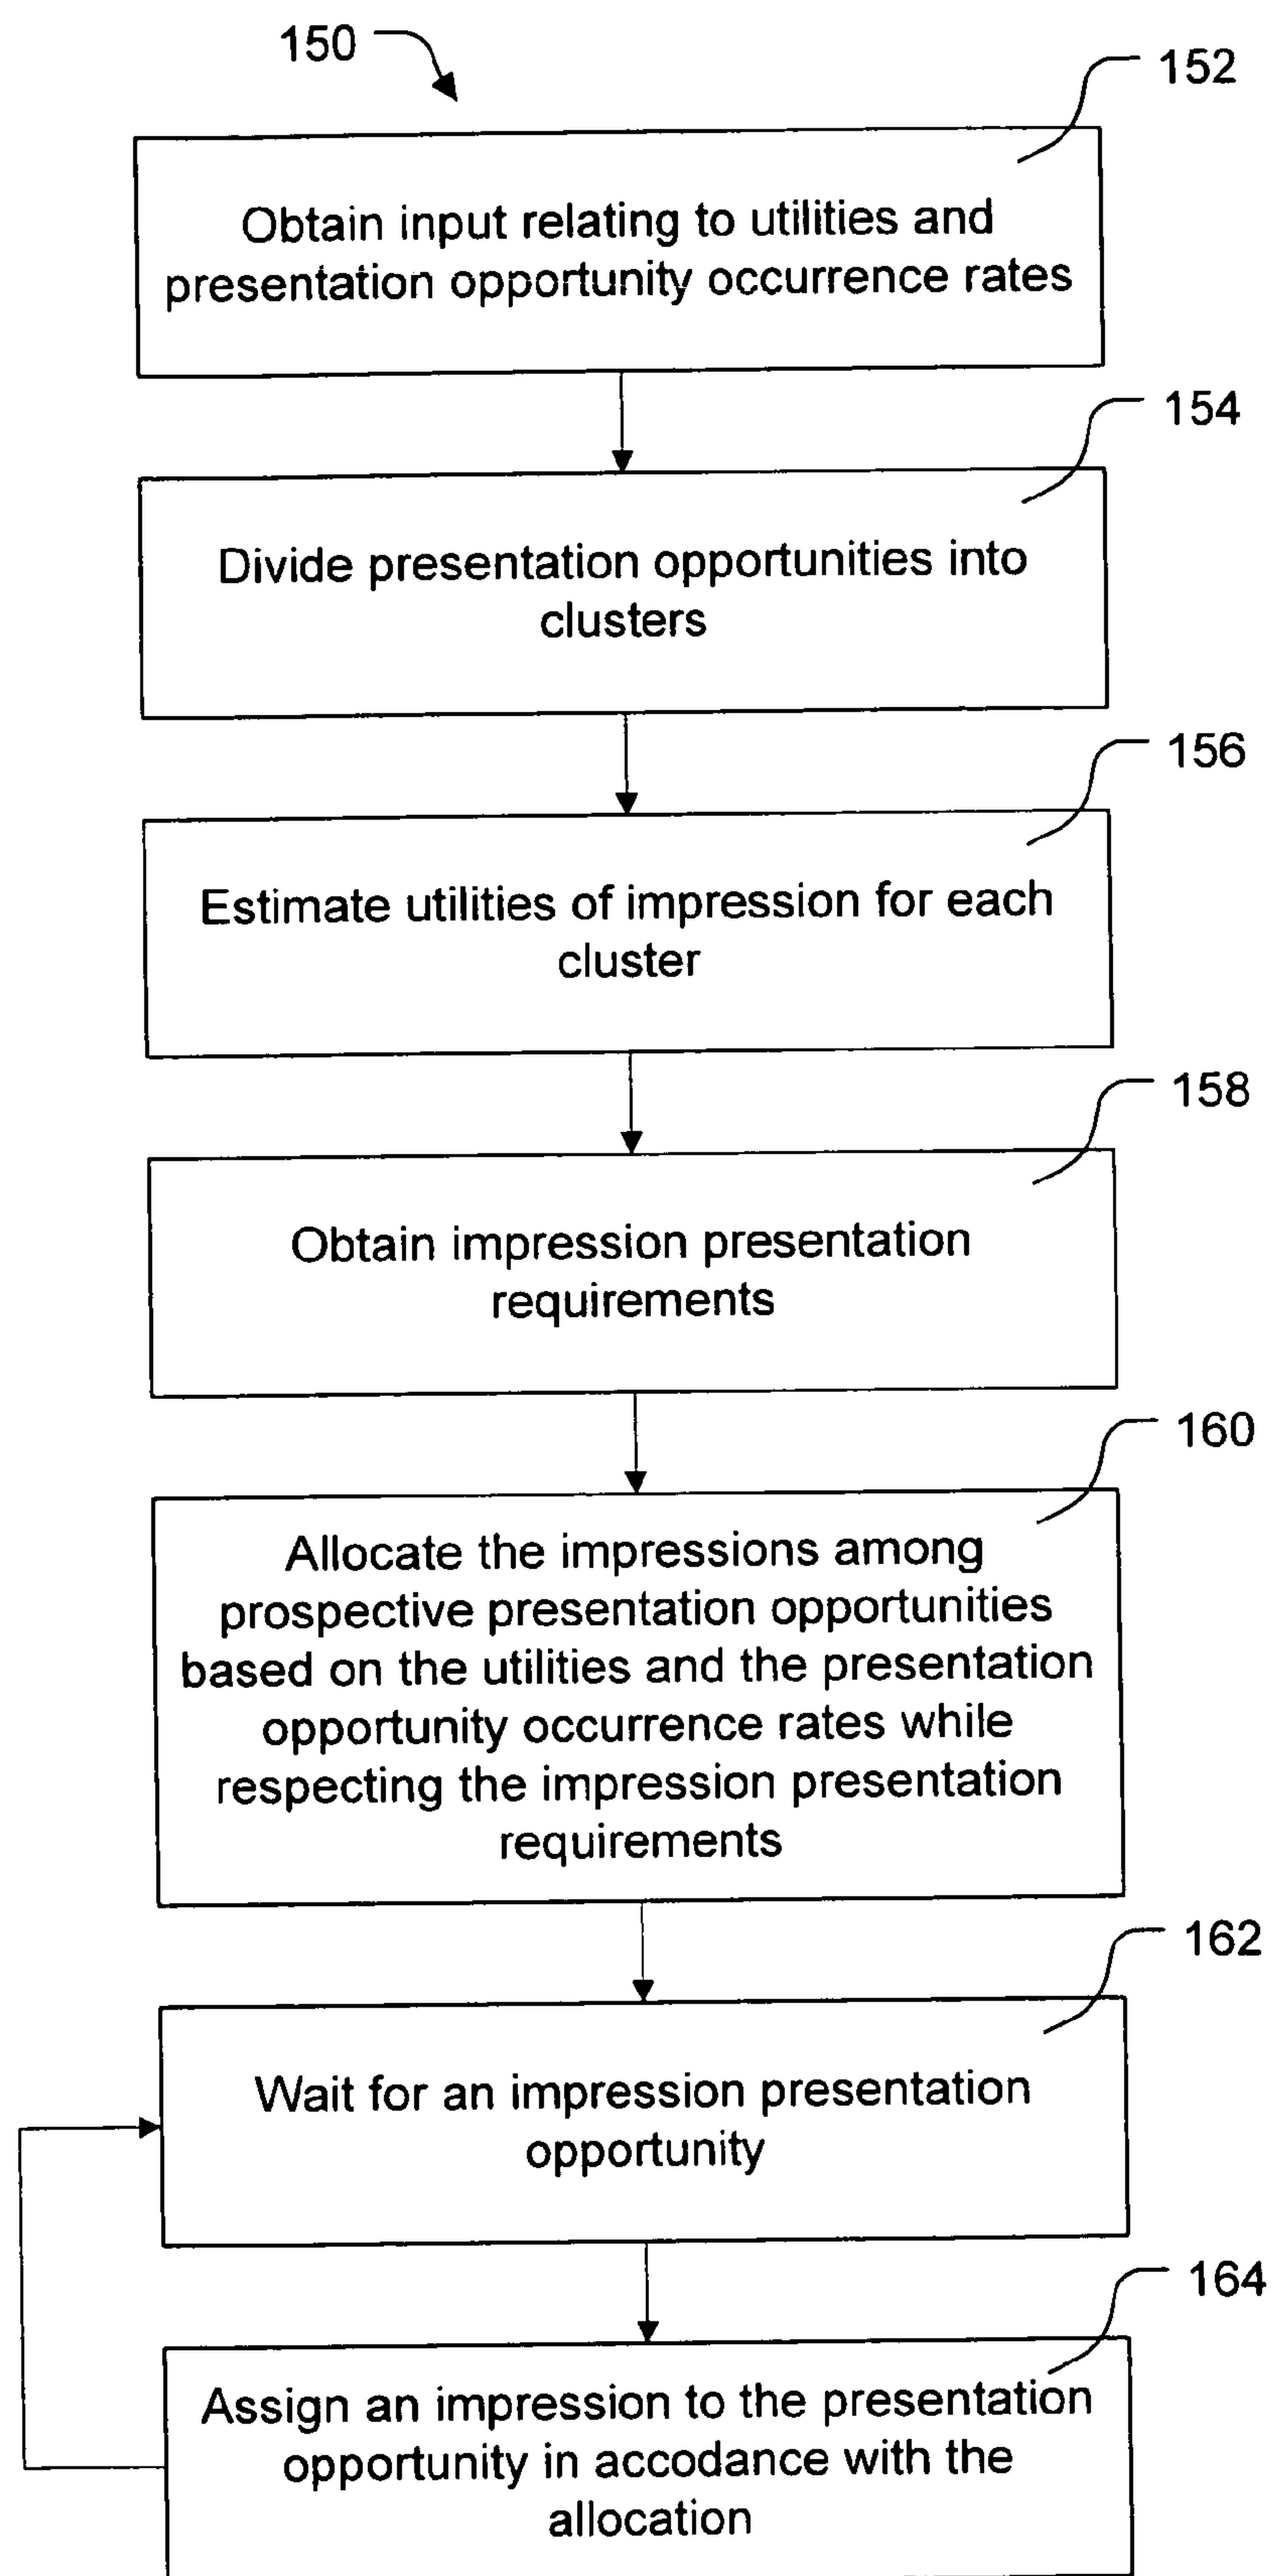 150
152
Obtain input relating to utilities and
presentation opportunity occurrence rates
154
Divide presentation opportunities into
clusters
156
Estimate utilities of impression for each
cluster
158
Obtain impression presentation
requirements
160
Allocate the impressions among
prospective presentation opportunities
based on the utilities and the presentation
opportunity occurrence rates while
respecting the impression presentation
requirements
162
Wait for an impression presentation
opportunity
164
Assign an impression to the presentation
opportunity in accodance with the
allocation